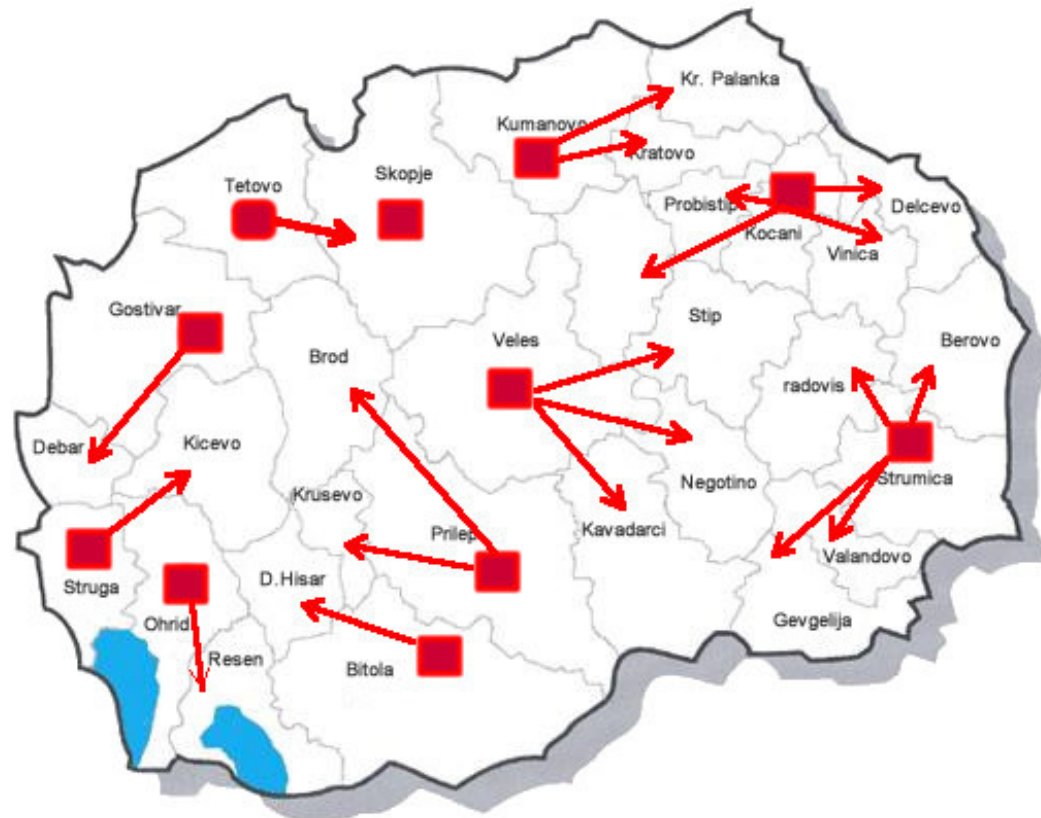 Kr. Palanka
Kumanovo
Kratovo
Skopje
Tetovo
Probistip
Delcevo
Kocani
Vinica
Gostivar
Stip
Veles
Brod
Berovo
radovis
Debar
Kicevo
Strumica
Negotino
Krusevo
Kavadarci
Prilep
Valandovo
D.Hisar
Struga
Gevgelija
Ohrid
Resen
Bitola